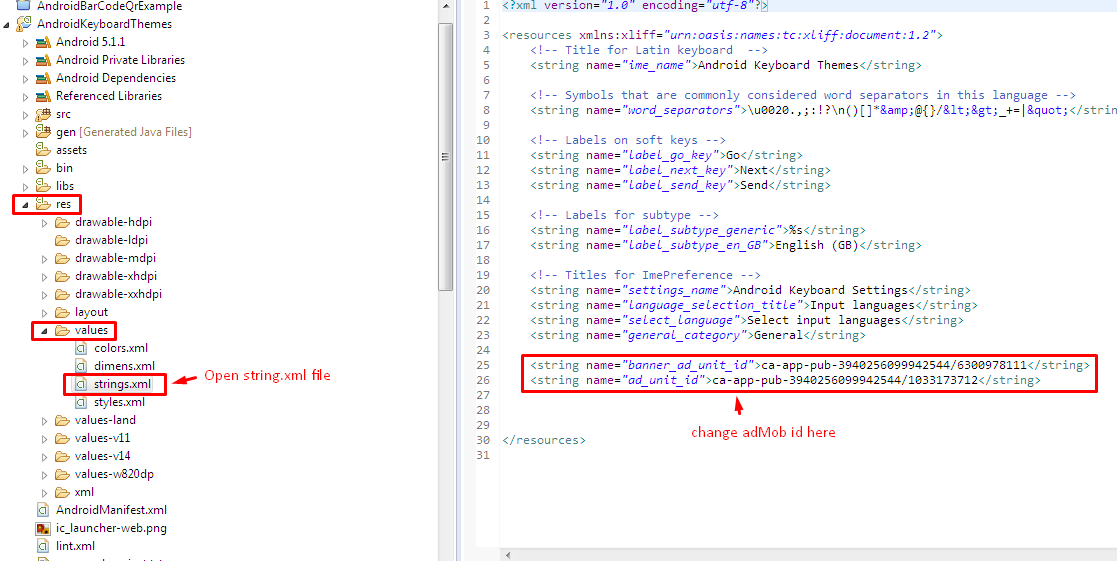 AndroidBarCodeQrExample
AndroidKeyboardThemes
Android 5.1.1
Android Private Libraries
Android Dependencies
Referenced Libraries
src
gen [Generated Java Files]
assets
bin
libs
res
drawable-hdpi
drawable-ldpi
drawable-mdpi
drawable-xhdpi
drawable-xxhdpi
layout
values
colors.xml
dimens.xml
strings.xml
Open string.xml file
styles.xml
values-land
values-v11
values-v14
values-w820dp
xml
AndroidManifest.xml
ic_launcher-web.png
lint.xml
1 <?xml version="1.0" encoding="utf-8"?>
2
3 <resources xmlns:xliff="urn:oasis:names:tc:xliff:document:1.2">
4 <!-- Title for Latin keyboard  -->
5 <string name="ime_name">Android Keyboard Themes</string>
6
7 <!-- Symbols that are commonly considered word separators in this language -->
8 <string name="word_separators">\u0020.,;:!?\n()[]*&amp;@{}/&lt;&gt;_+=|&quot;</strin
9
10 <!-- Labels on soft keys -->
11 <string name="label_go_key">Go</string>
12 <string name="label_next_key">Next</string>
13 <string name="label_send_key">Send</string>
14
15 <!-- Labels for subtype -->
16 <string name="label_subtype_generic">%s</string>
17 <string name="label_subtype_en_GB">English (GB)</string>
18
19 <!-- Titles for ImePreference -->
20 <string name="settings_name">Android Keyboard Settings</string>
21 <string name="language_selection_title">Input languages</string>
22 <string name="select_language">Select input languages</string>
23 <string name="general_category">General</string>
24
25 <string name="banner_ad_unit_id">ca-app-pub-3940256099942544/6300978111</string>
26 <string name="ad_unit_id">ca-app-pub-3940256099942544/1033173712</string>
27
28
change adMob id here
29
30 </resources>
31